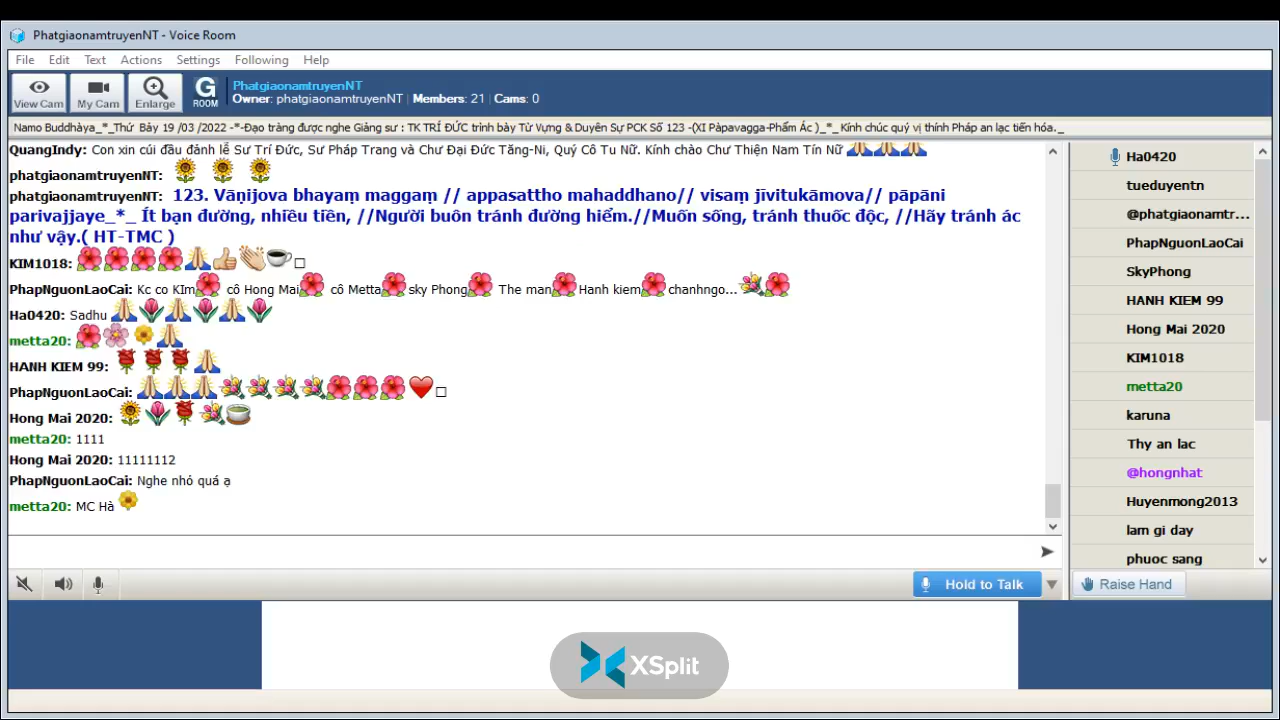 PhatgiaonamtruyenNT - Voice Room
File Edit Text Actions Settings Following Help
View Cam My Cam Enlarge G ROOM
PhatgiaonamtruyenNT
Owner: phatgiaonamtruyenNT | Members: 21 | Cams: 0
Namo Buddhàya_*_Thứ Bảy 19 /03 /2022 -*-Đạo tràng được nghe Giảng sư : TK TRÍ ĐỨC trình bày Từ Vựng & Duyên Sự PCK Số 123 -(XI Pàpavagga-Phẩm Ác )_*_ Kính chúc quý vị thính Pháp an lạc tiến hóa._
QuangIndy: Con xin cúi đầu đảnh lễ Sư Trí Đức, Sư Pháp Trang và Chư Đại Đức Tăng-Ni, Quý Cô Tu Nữ. Kính chào Chư Thiện Nam Tín Nữ 🙏🙏🙏
phatgiaonamtruyenNT: 🌻 🌻 🌻
phatgiaonamtruyenNT: 123. Vāṇijova bhayaṃ maggaṃ // appasattho mahaddhano// visaṃ jīvitukāmova// pāpāni
parivajjaye_*_ Ít bạn đường, nhiều tiền, //Người buôn tránh đường hiểm.//Muốn sống, tránh thuốc độc, //Hãy tránh ác
như vậy.( HT-TMC )
KIM1018: 🌺🌺🌺🌺🙏👍👏☕□
PhapNguonLaoCai: Kc co KIm🌺 cô Hong Mai🌺 cô Metta🌺 sky Phong🌺 The man🌺 Hanh kiem🌺 chanhngo... 💐🌺
Ha0420: Sadhu 🙏🌷🙏🌷🙏🌷
metta20: 🌺🌸🌼🙏
HANH KIEM 99: 🌹🌹🌹🙏
PhapNguonLaoCai: 🙏🙏🙏💐💐💐💐🌺🌺🌺❤️□
Hong Mai 2020: 🌻🌷🌹💐🍵
metta20: 1111
Hong Mai 2020: 11111112
PhapNguonLaoCai: Nghe nhỏ quá ạ
metta20: MC Hà 🌼
Hold to Talk
Ha0420
tueduyentn
@phatgiaonamtr...
PhapNguonLaoCai
SkyPhong
HANH KIEM 99
Hong Mai 2020
KIM1018
metta20
karuna
Thy an lac
@hongnhat
Huyenmong2013
lam gi day
phuoc sang
Raise Hand
XSplit